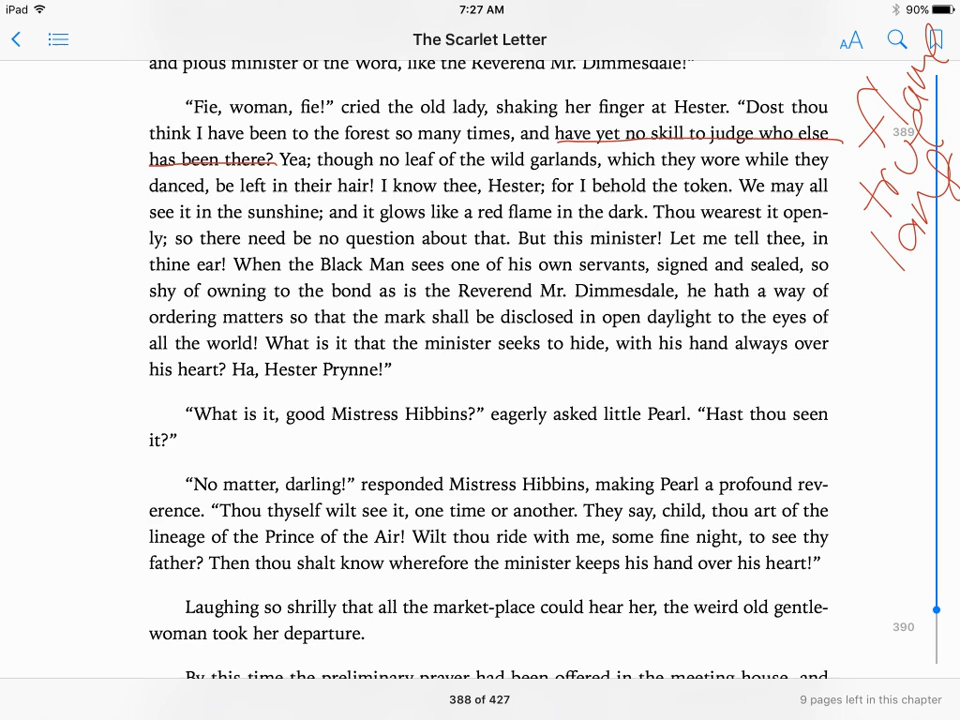 iPad
7:27 AM
90%
The Scarlet Letter
AA
and pious minister of the Word, like the Reverend Mr. Dimmesdale!”
“Fie, woman, fie!” cried the old lady, shaking her finger at Hester. “Dost thou
think I have been to the forest so many times, and have yet no skill to judge who else
has been there? Yea; though no leaf of the wild garlands, which they wore while they
danced, be left in their hair! I know thee, Hester; for I behold the token. We may all
see it in the sunshine; and it glows like a red flame in the dark. Thou wearest it open-
ly; so there need be no question about that. But this minister! Let me tell thee, in
thine ear! When the Black Man sees one of his own servants, signed and sealed, so
shy of owning to the bond as is the Reverend Mr. Dimmesdale, he hath a way of
ordering matters so that the mark shall be disclosed in open daylight to the eyes of
all the world! What is it that the minister seeks to hide, with his hand always over
his heart? Ha, Hester Prynne!”
“What is it, good Mistress Hibbins?” eagerly asked little Pearl. “Hast thou seen
it?”
“No matter, darling!” responded Mistress Hibbins, making Pearl a profound rev-
erence. “Thou thyself wilt see it, one time or another. They say, child, thou art of the
lineage of the Prince of the Air! Wilt thou ride with me, some fine night, to see thy
father? Then thou shalt know wherefore the minister keeps his hand over his heart!”
Laughing so shrilly that all the market-place could hear her, the weird old gentle-
woman took her departure.
By this time the preliminary prayer had been offered in the meeting house, and
389
390
388 of 427
9 pages left in this chapter